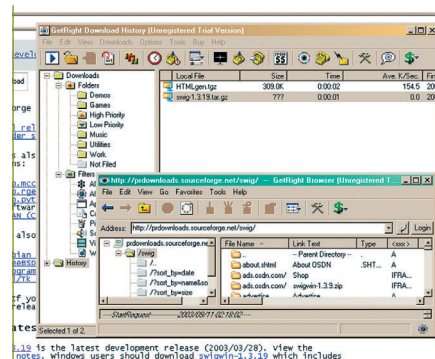 GetRight Download History (Unregistered Trial Version)
File Edit View Downloads Options Tools Buy Help
Downloads
Folders
Demos
Games
High Priority
Low Priority
Music
Utilities
Work
Not Filed
Filters
History
Local File Size Time Ave. K/Sec.
HTMLgen.tgz 309.0K 0:00:02 154.5
swig-1.3.19.tar.gz ??? 0:00:01 0.0
http://prdownloads.sourceforge.net/swig/ - GetRight Browser (Unregistered T...
File Edit View Go Favorites Tools Help
Address: http://prdownloads.sourceforge.net/swig/ Login
prdownloads.sourceforge.ne
/swig
/..
/?sort_by=date
/?sort_by=name&so
/?sort_by=size
File Name Link Text Type
.. -- Parent Directory -- A
about.shtml About OSDN .SHT...
ads.osdn.com/ Shop IFRA...
ads.osdn.com/ swigwin-1.3.9.zip IFRA...
advertise Advertise A
----StartRequest--------2003/09/11 02:18:02----
Selected 1 of 2.
3.19 is the latest development release (2003/03/28). View the
notes. Windows users should download swigwin-1.3.19 which includes